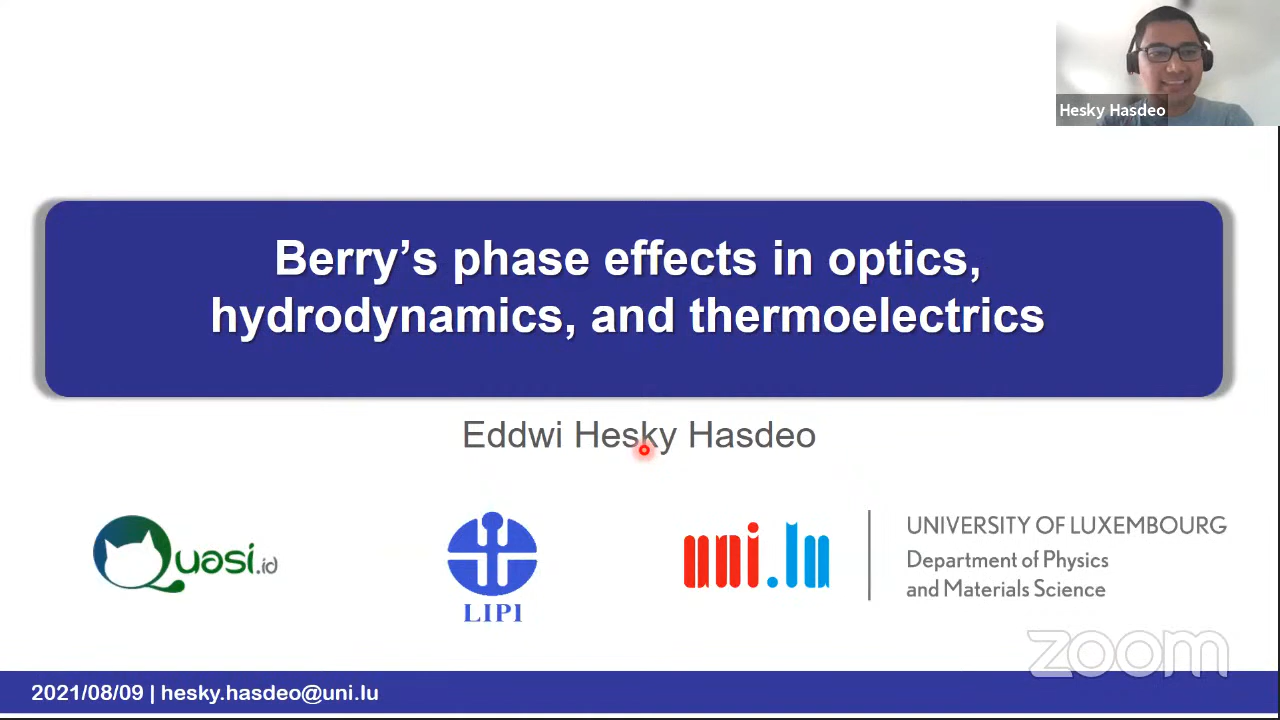 Hesky Hasdeo
Berry’s phase effects in optics,
hydrodynamics, and thermoelectrics
Eddwi Hesky Hasdeo
Quasi.id
LIPI
uni.lu
UNIVERSITY OF LUXEMBOURG
Department of Physics
and Materials Science
zoom
2021/08/09 | hesky.hasdeo@uni.lu